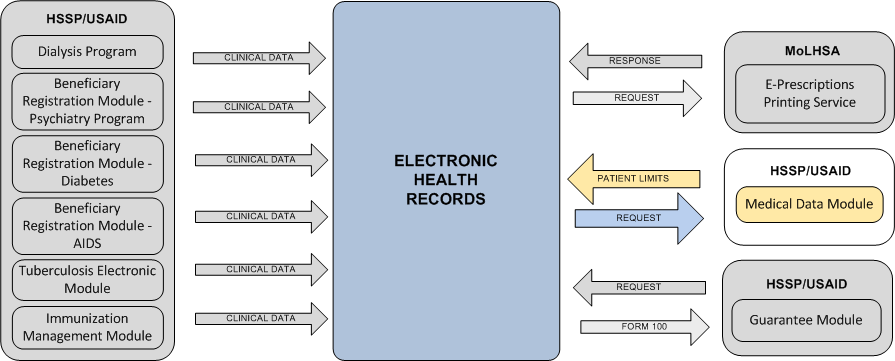 HSSP/USAID
Dialysis Program
Beneficiary
Registration Module -
Psychiatry Program
Beneficiary
Registration Module -
Diabetes
Beneficiary
Registration Module -
AIDS
Tuberculosis Electronic
Module
Immunization
Management Module
CLINICAL DATA
CLINICAL DATA
CLINICAL DATA
CLINICAL DATA
CLINICAL DATA
CLINICAL DATA
ELECTRONIC
HEALTH
RECORDS
RESPONSE
REQUEST
PATIENT LIMITS
REQUEST
REQUEST
FORM 100
MoLHSA
E-Prescriptions
Printing Service
HSSP/USAID
Medical Data Module
HSSP/USAID
Guarantee Module